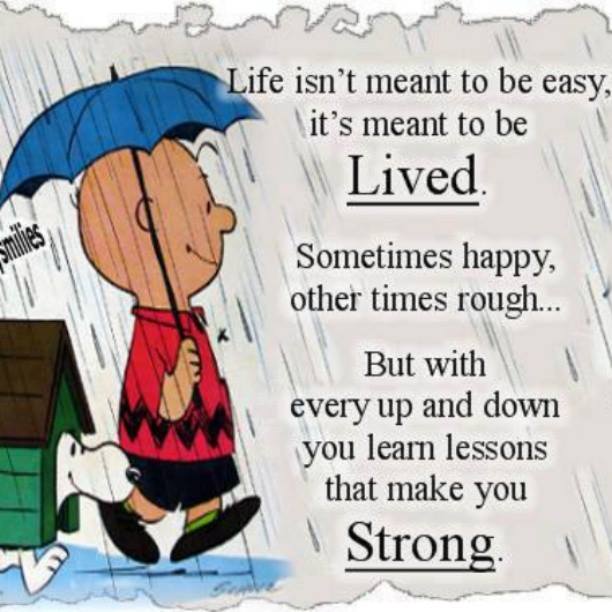 Life isn't meant to be easy,
it's meant to be
Lived.
Sometimes happy,
other times rough...
But with
every up and down
you learn lessons
that make you
Strong.
smilies